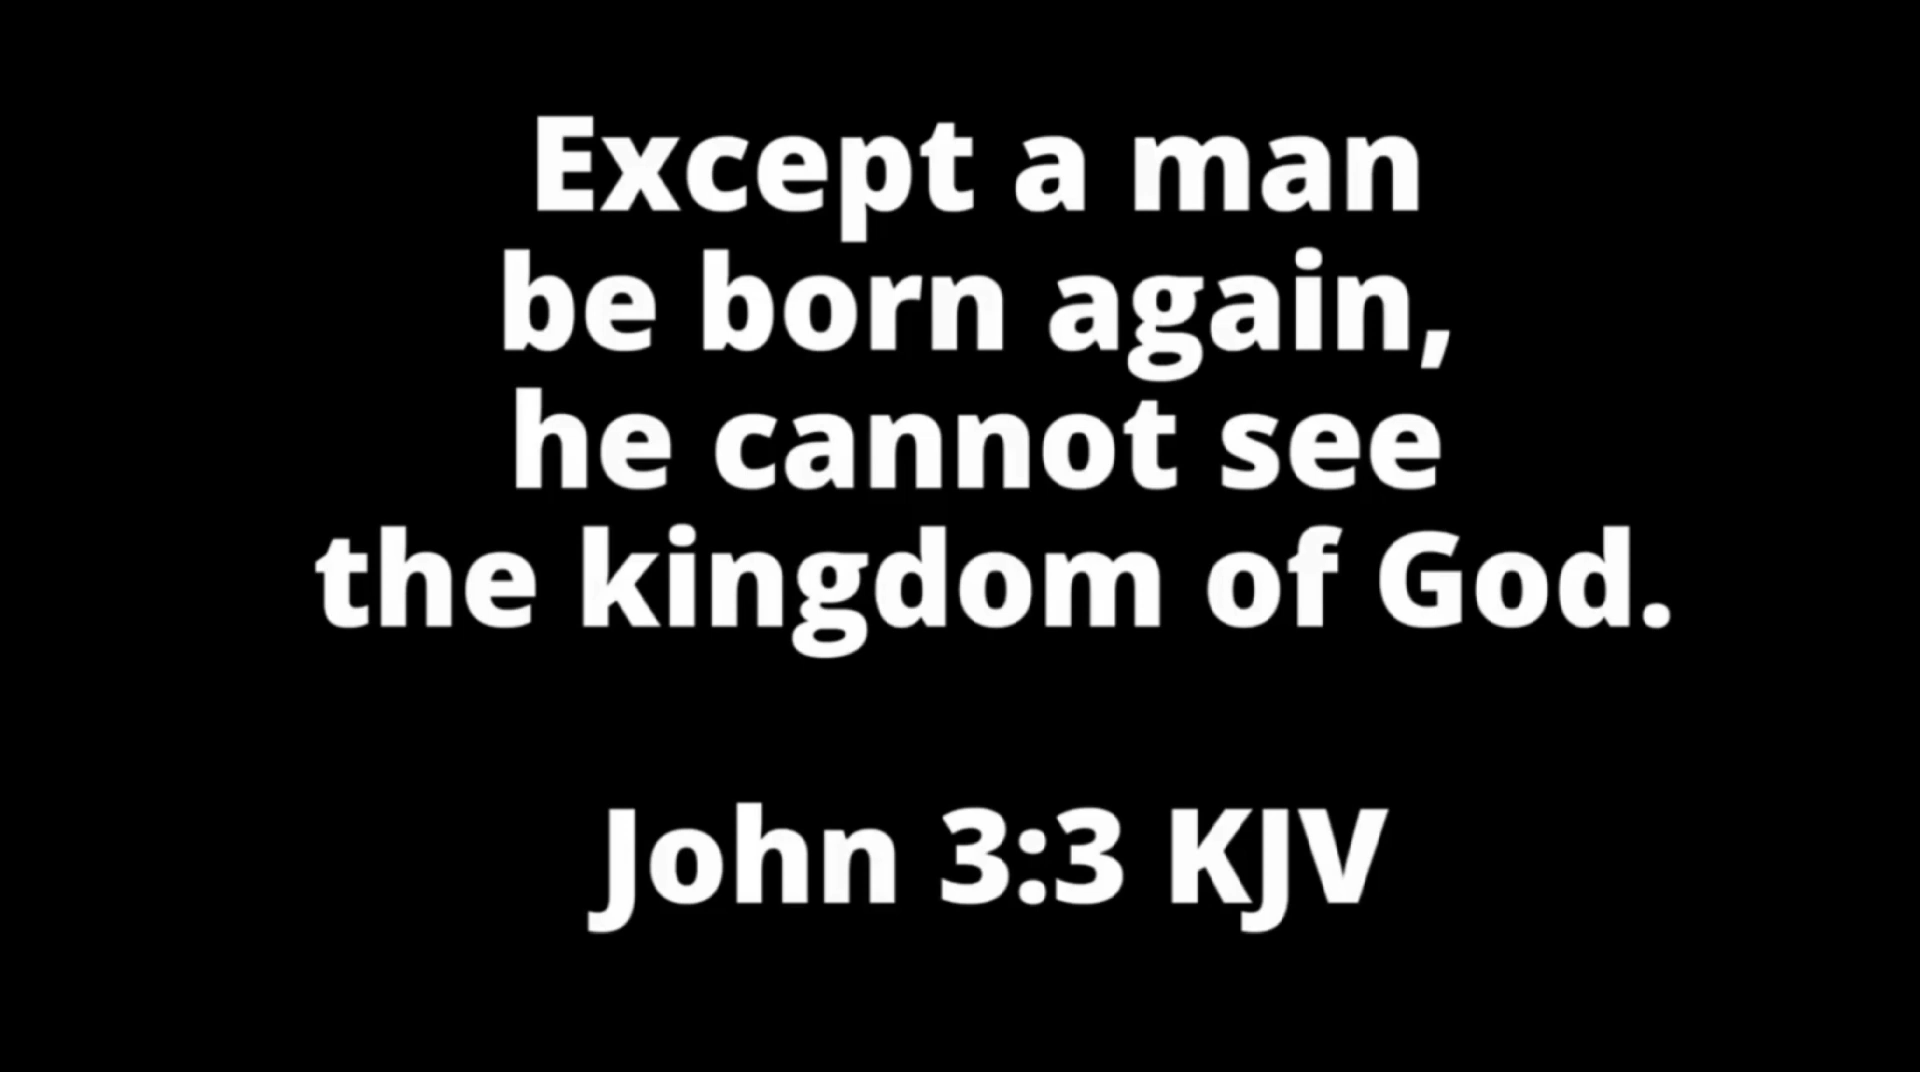 Except a man
be born again,
he cannot see
the kingdom of God.
John 3:3 KJV